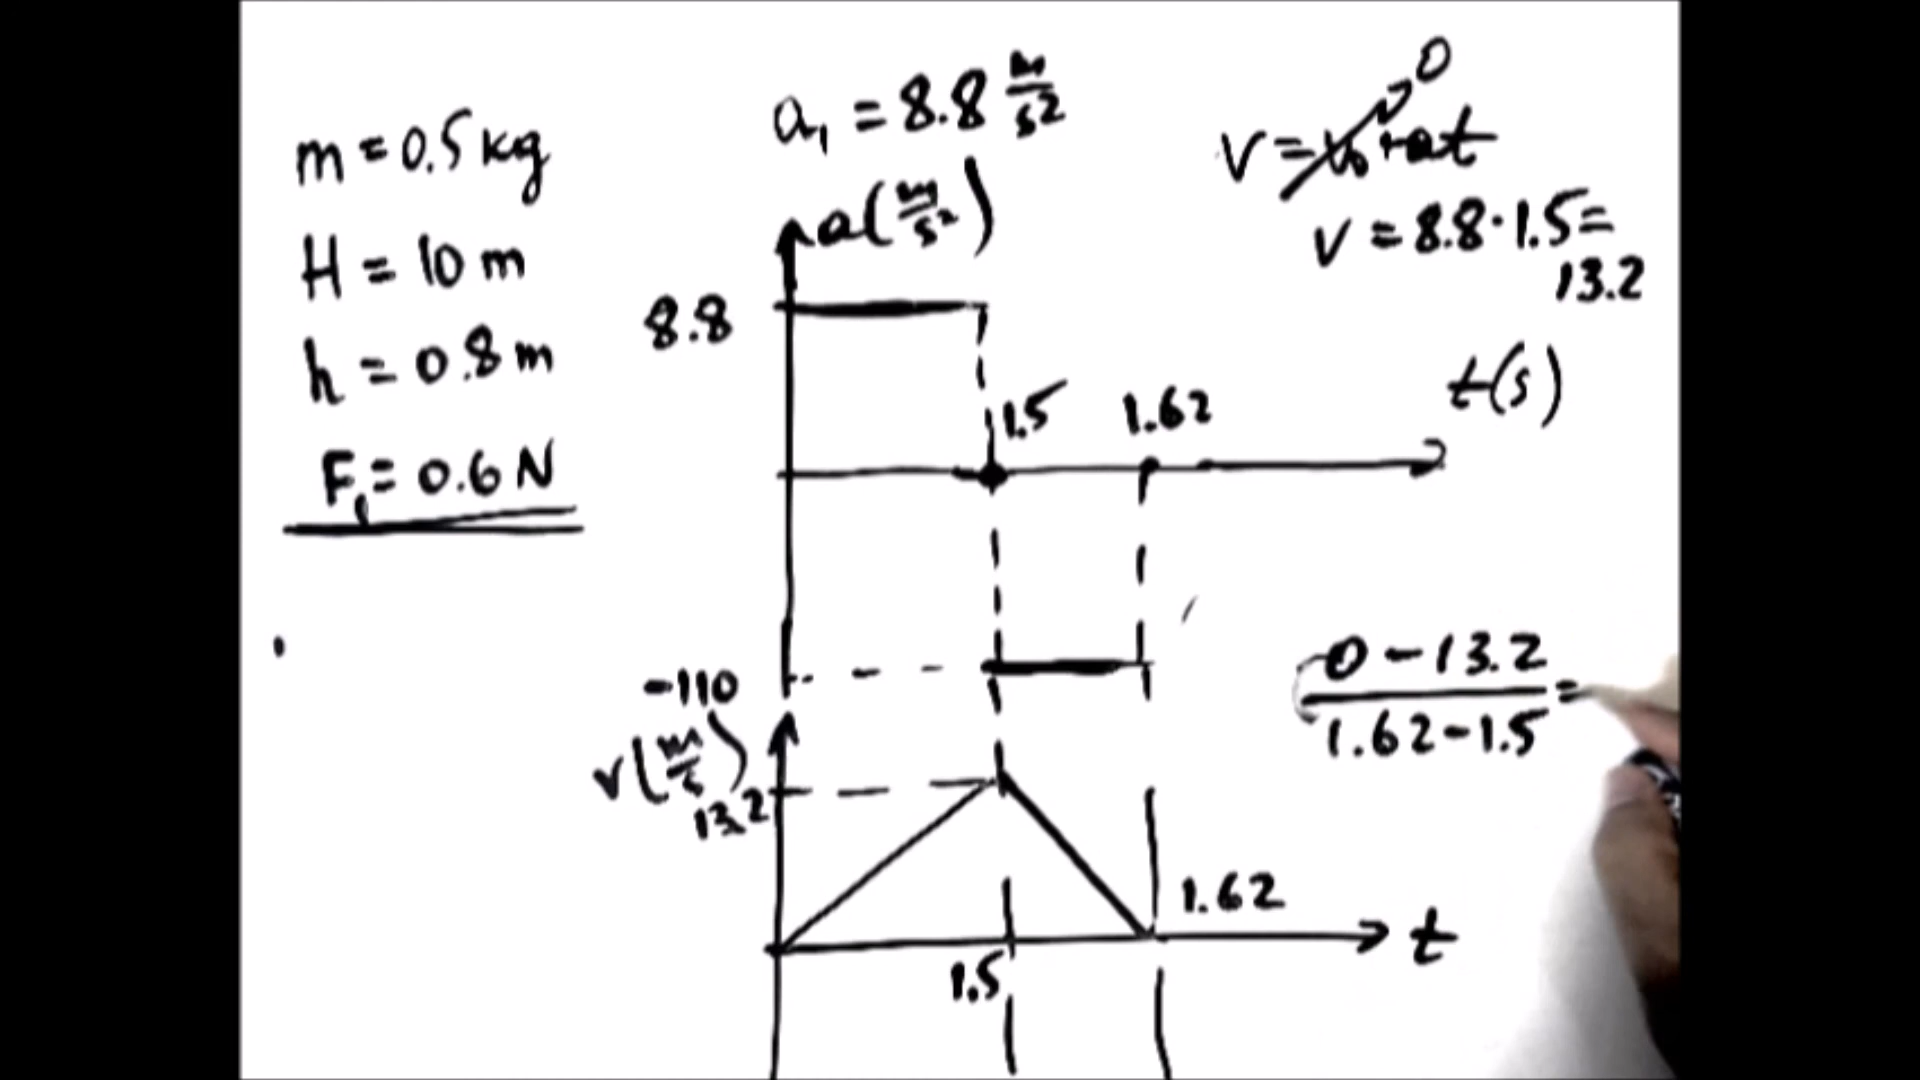 m = 0.5 kg
H = 10 m
h = 0.8 m
F₁ = 0.6 N
a₁ = 8.8 m/s²
a(m/s²)
8.8
1.5
1.62
t(s)
-110
v(m/s)
13.2
1.5
1.62
t
0
V = v₀ + at
V = 8.8 · 1.5 =
13.2
0 - 13.2
1.62 - 1.5 =